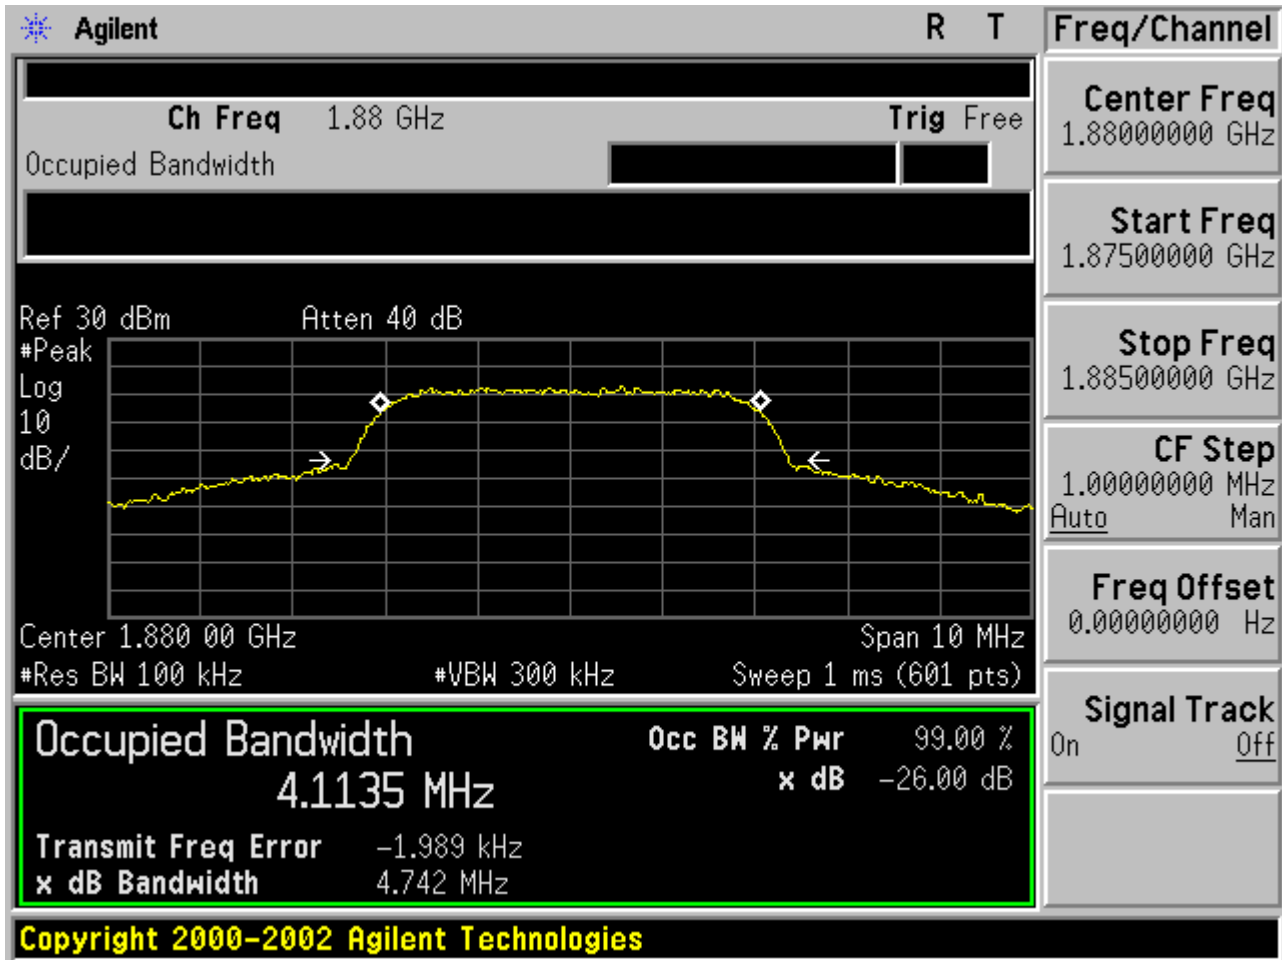 Agilent R T Freq/Channel
Ch Freq 1.88 GHz Trig Free
Occupied Bandwidth
Center Freq
1.88000000 GHz
Start Freq
1.87500000 GHz
Stop Freq
1.88500000 GHz
CF Step
1.00000000 MHz
Auto Man
Freq Offset
0.00000000 Hz
Signal Track
On Off
Ref 30 dBm Atten 40 dB
#Peak
Log
10
dB/
Center 1.880 00 GHz Span 10 MHz
#Res BW 100 kHz #VBW 300 kHz Sweep 1 ms (601 pts)
Occupied Bandwidth Occ BW % Pwr 99.00 %
4.1135 MHz x dB -26.00 dB
Transmit Freq Error -1.989 kHz
x dB Bandwidth 4.742 MHz
Copyright 2000-2002 Agilent Technologies